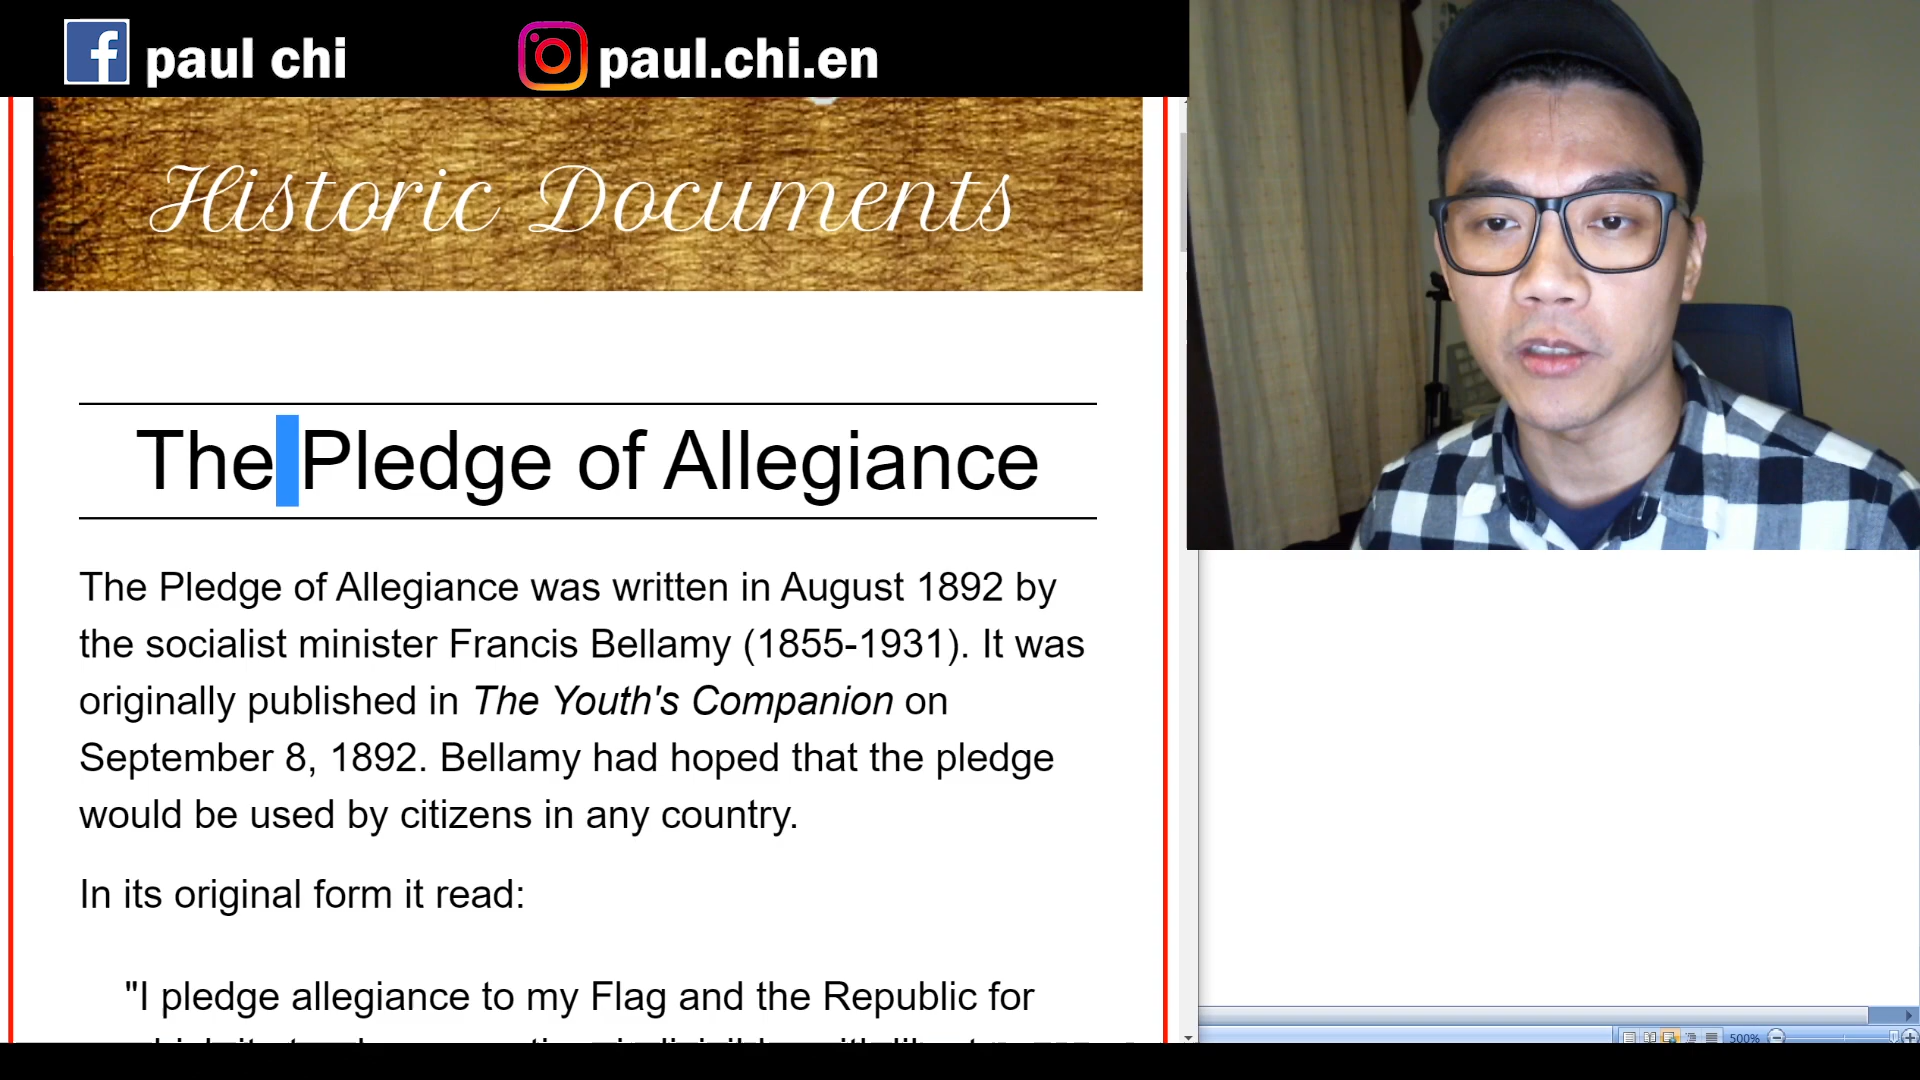 paul chi
paul.chi.en
Historic Documents
The Pledge of Allegiance
The Pledge of Allegiance was written in August 1892 by
the socialist minister Francis Bellamy (1855-1931). It was
originally published in The Youth's Companion on
September 8, 1892. Bellamy had hoped that the pledge
would be used by citizens in any country.
In its original form it read:
"I pledge allegiance to my Flag and the Republic for
500%